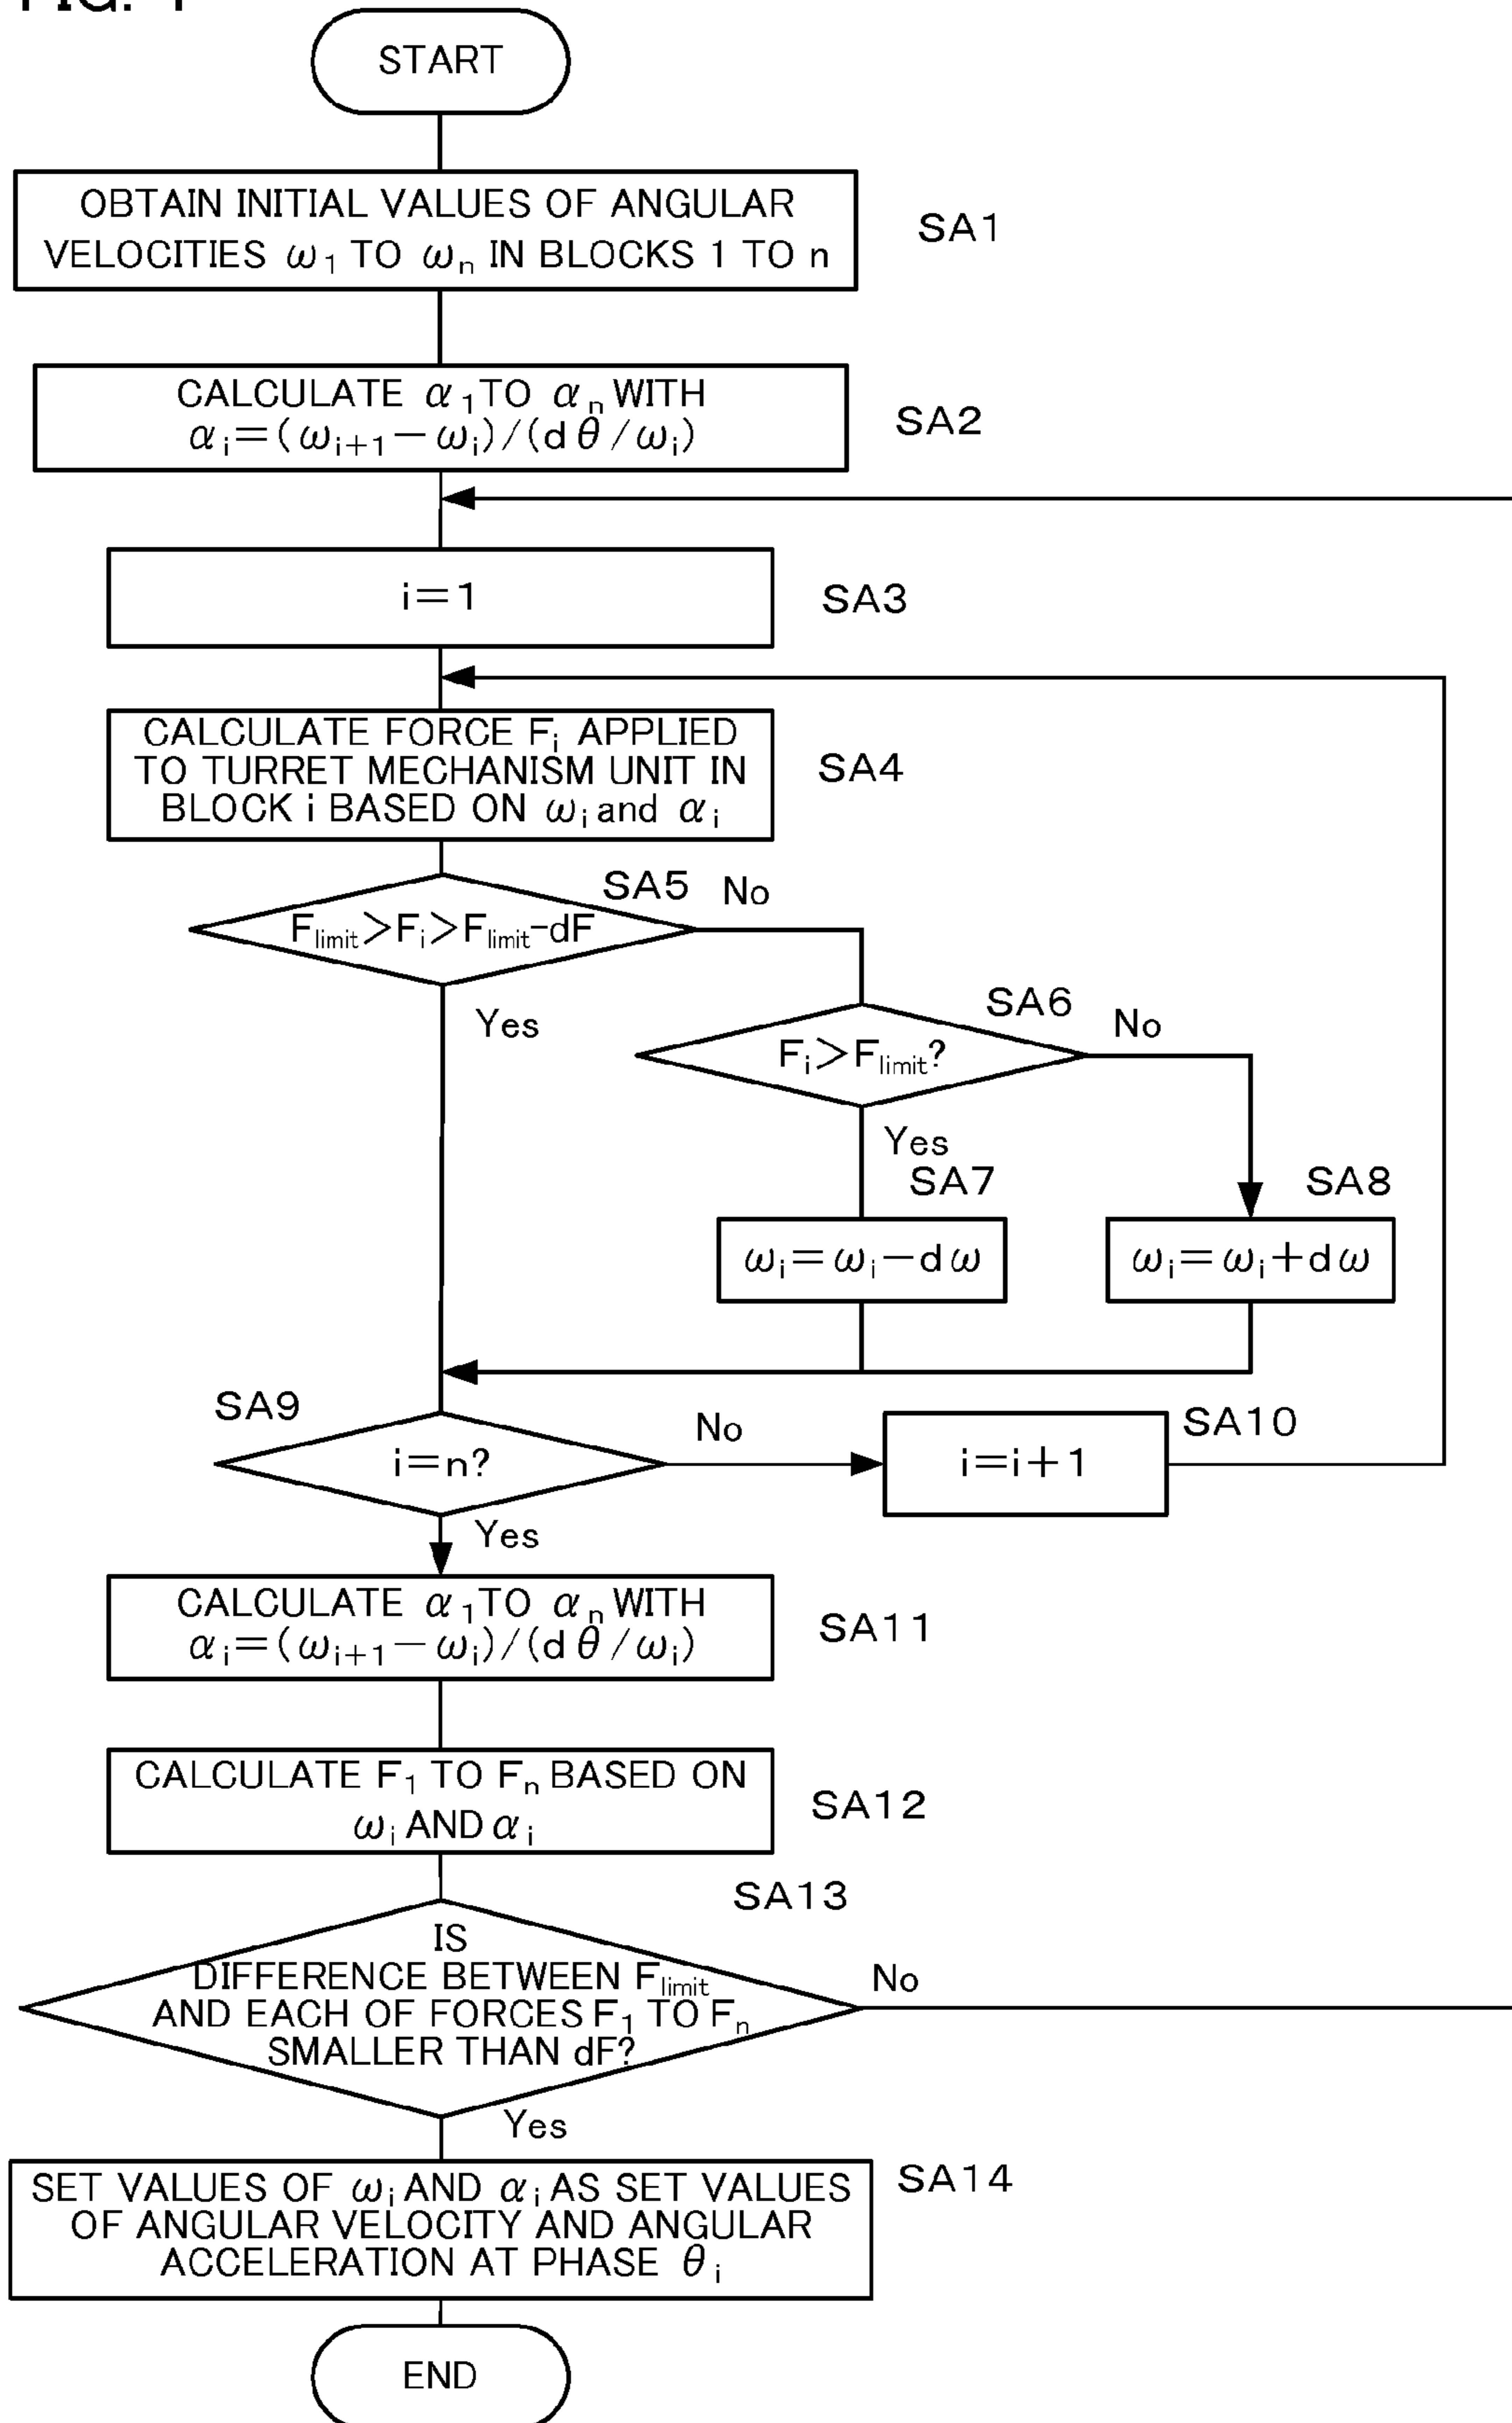 START
OBTAIN INITIAL VALUES OF ANGULAR
VELOCITIES ω₁ TO ωₙ IN BLOCKS 1 TO n
SA1
CALCULATE α₁ TO αₙ WITH
αᵢ=(ωᵢ₊₁−ωᵢ)/(dθ/ωᵢ)
SA2
i=1
SA3
CALCULATE FORCE Fᵢ APPLIED
TO TURRET MECHANISM UNIT IN
BLOCK i BASED ON ωᵢ and αᵢ
SA4
SA5
No
F_limit>Fᵢ>F_limit-dF
Yes
SA6
No
Fᵢ>F_limit?
Yes
SA7
SA8
ωᵢ=ωᵢ−dω
ωᵢ=ωᵢ+dω
SA9
i=n?
No
i=i+1
SA10
Yes
CALCULATE α₁ TO αₙ WITH
αᵢ=(ωᵢ₊₁−ωᵢ)/(dθ/ωᵢ)
SA11
CALCULATE F₁ TO Fₙ BASED ON
ωᵢ AND αᵢ
SA12
SA13
IS
DIFFERENCE BETWEEN F_limit
AND EACH OF FORCES F₁ TO Fₙ
SMALLER THAN dF?
No
Yes
SET VALUES OF ωᵢ AND αᵢ AS SET VALUES
OF ANGULAR VELOCITY AND ANGULAR
ACCELERATION AT PHASE θᵢ
SA14
END